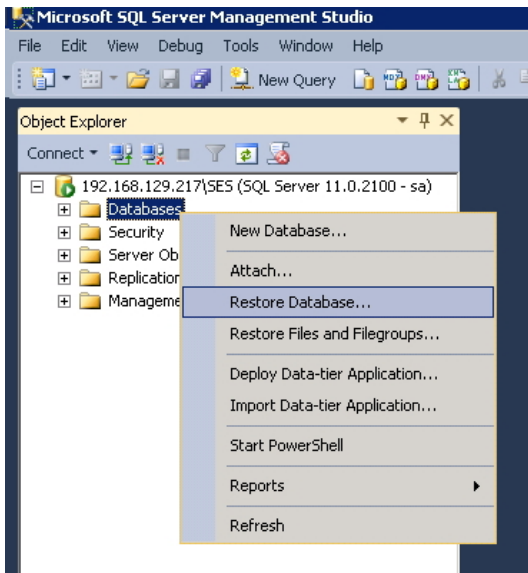 Microsoft SQL Server Management Studio
File Edit View Debug Tools Window Help
New Query
Object Explorer
Connect
192.168.129.217\SES (SQL Server 11.0.2100 - sa)
Databases
Security
Server Ob
Replication
Manageme
New Database...
Attach...
Restore Database...
Restore Files and Filegroups...
Deploy Data-tier Application...
Import Data-tier Application...
Start PowerShell
Reports
Refresh